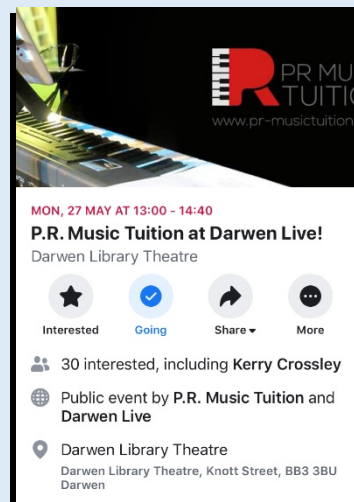 PR MU
TUITIO
www.pr-musictuition
MON, 27 MAY AT 13:00 - 14:40
P.R. Music Tuition at Darwen Live!
Darwen Library Theatre
Interested Going Share More
30 interested, including Kerry Crossley
Public event by P.R. Music Tuition and
Darwen Live
Darwen Library Theatre
Darwen Library Theatre, Knott Street, BB3 3BU
Darwen